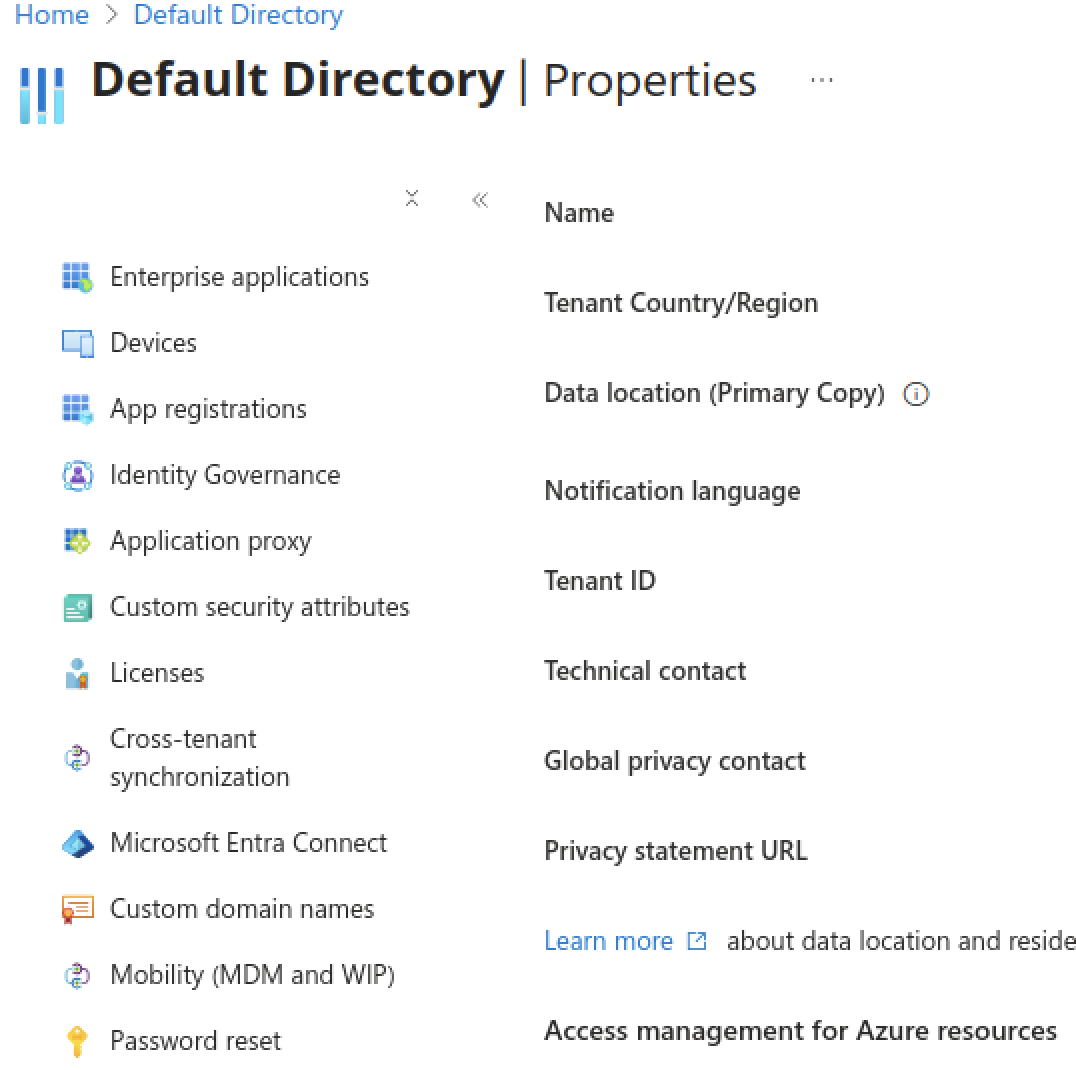 Home > Default Directory
Default Directory | Properties ...
Enterprise applications
Devices
App registrations
Identity Governance
Application proxy
Custom security attributes
Licenses
Cross-tenant
synchronization
Microsoft Entra Connect
Custom domain names
Mobility (MDM and WIP)
Password reset
Name
Tenant Country/Region
Data location (Primary Copy)
Notification language
Tenant ID
Technical contact
Global privacy contact
Privacy statement URL
Learn more about data location and reside
Access management for Azure resources